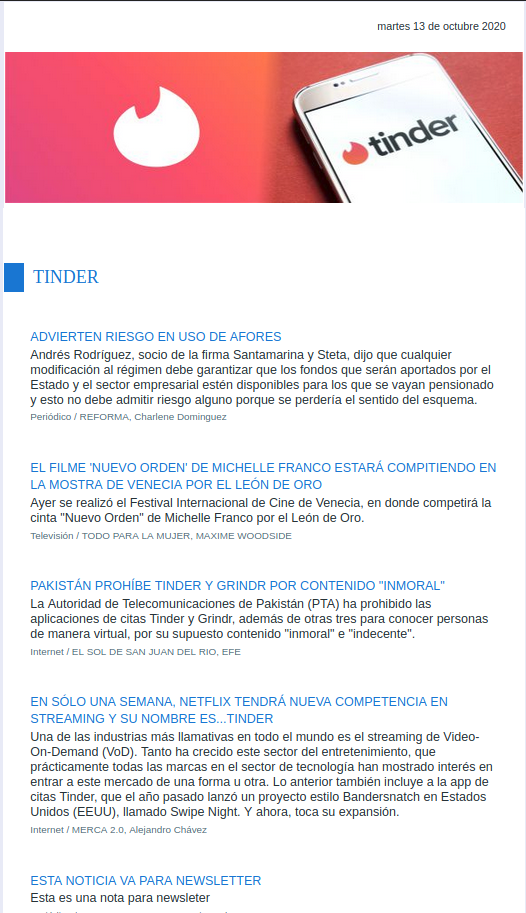 martes 13 de octubre 2020
tinder
TINDER
ADVIERTEN RIESGO EN USO DE AFORES
Andrés Rodríguez, socio de la firma Santamarina y Steta, dijo que cualquier
modificación al régimen debe garantizar que los fondos que serán aportados por el
Estado y el sector empresarial estén disponibles para los que se vayan pensionado
y esto no debe admitir riesgo alguno porque se perdería el sentido del esquema.
Periódico / REFORMA, Charlene Dominguez
EL FILME 'NUEVO ORDEN' DE MICHELLE FRANCO ESTARÁ COMPITIENDO EN
LA MOSTRA DE VENECIA POR EL LEÓN DE ORO
Ayer se realizó el Festival Internacional de Cine de Venecia, en donde competirá la
cinta "Nuevo Orden" de Michelle Franco por el León de Oro.
Televisión / TODO PARA LA MUJER, MAXIME WOODSIDE
PAKISTÁN PROHÍBE TINDER Y GRINDR POR CONTENIDO "INMORAL"
La Autoridad de Telecomunicaciones de Pakistán (PTA) ha prohibido las
aplicaciones de citas Tinder y Grindr, además de otras tres para conocer personas
de manera virtual, por su supuesto contenido "inmoral" e "indecente".
Internet / EL SOL DE SAN JUAN DEL RIO, EFE
EN SÓLO UNA SEMANA, NETFLIX TENDRÁ NUEVA COMPETENCIA EN
STREAMING Y SU NOMBRE ES...TINDER
Una de las industrias más llamativas en todo el mundo es el streaming de Video-
On-Demand (VoD). Tanto ha crecido este sector del entretenimiento, que
prácticamente todas las marcas en el sector de tecnología han mostrado interés en
entrar a este mercado de una forma u otra. Lo anterior también incluye a la app de
citas Tinder, que el año pasado lanzó un proyecto estilo Bandersnatch en Estados
Unidos (EEUU), llamado Swipe Night. Y ahora, toca su expansión.
Internet / MERCA 2.0, Alejandro Chávez
ESTA NOTICIA VA PARA NEWSLETTER
Esta es una nota para newsleter